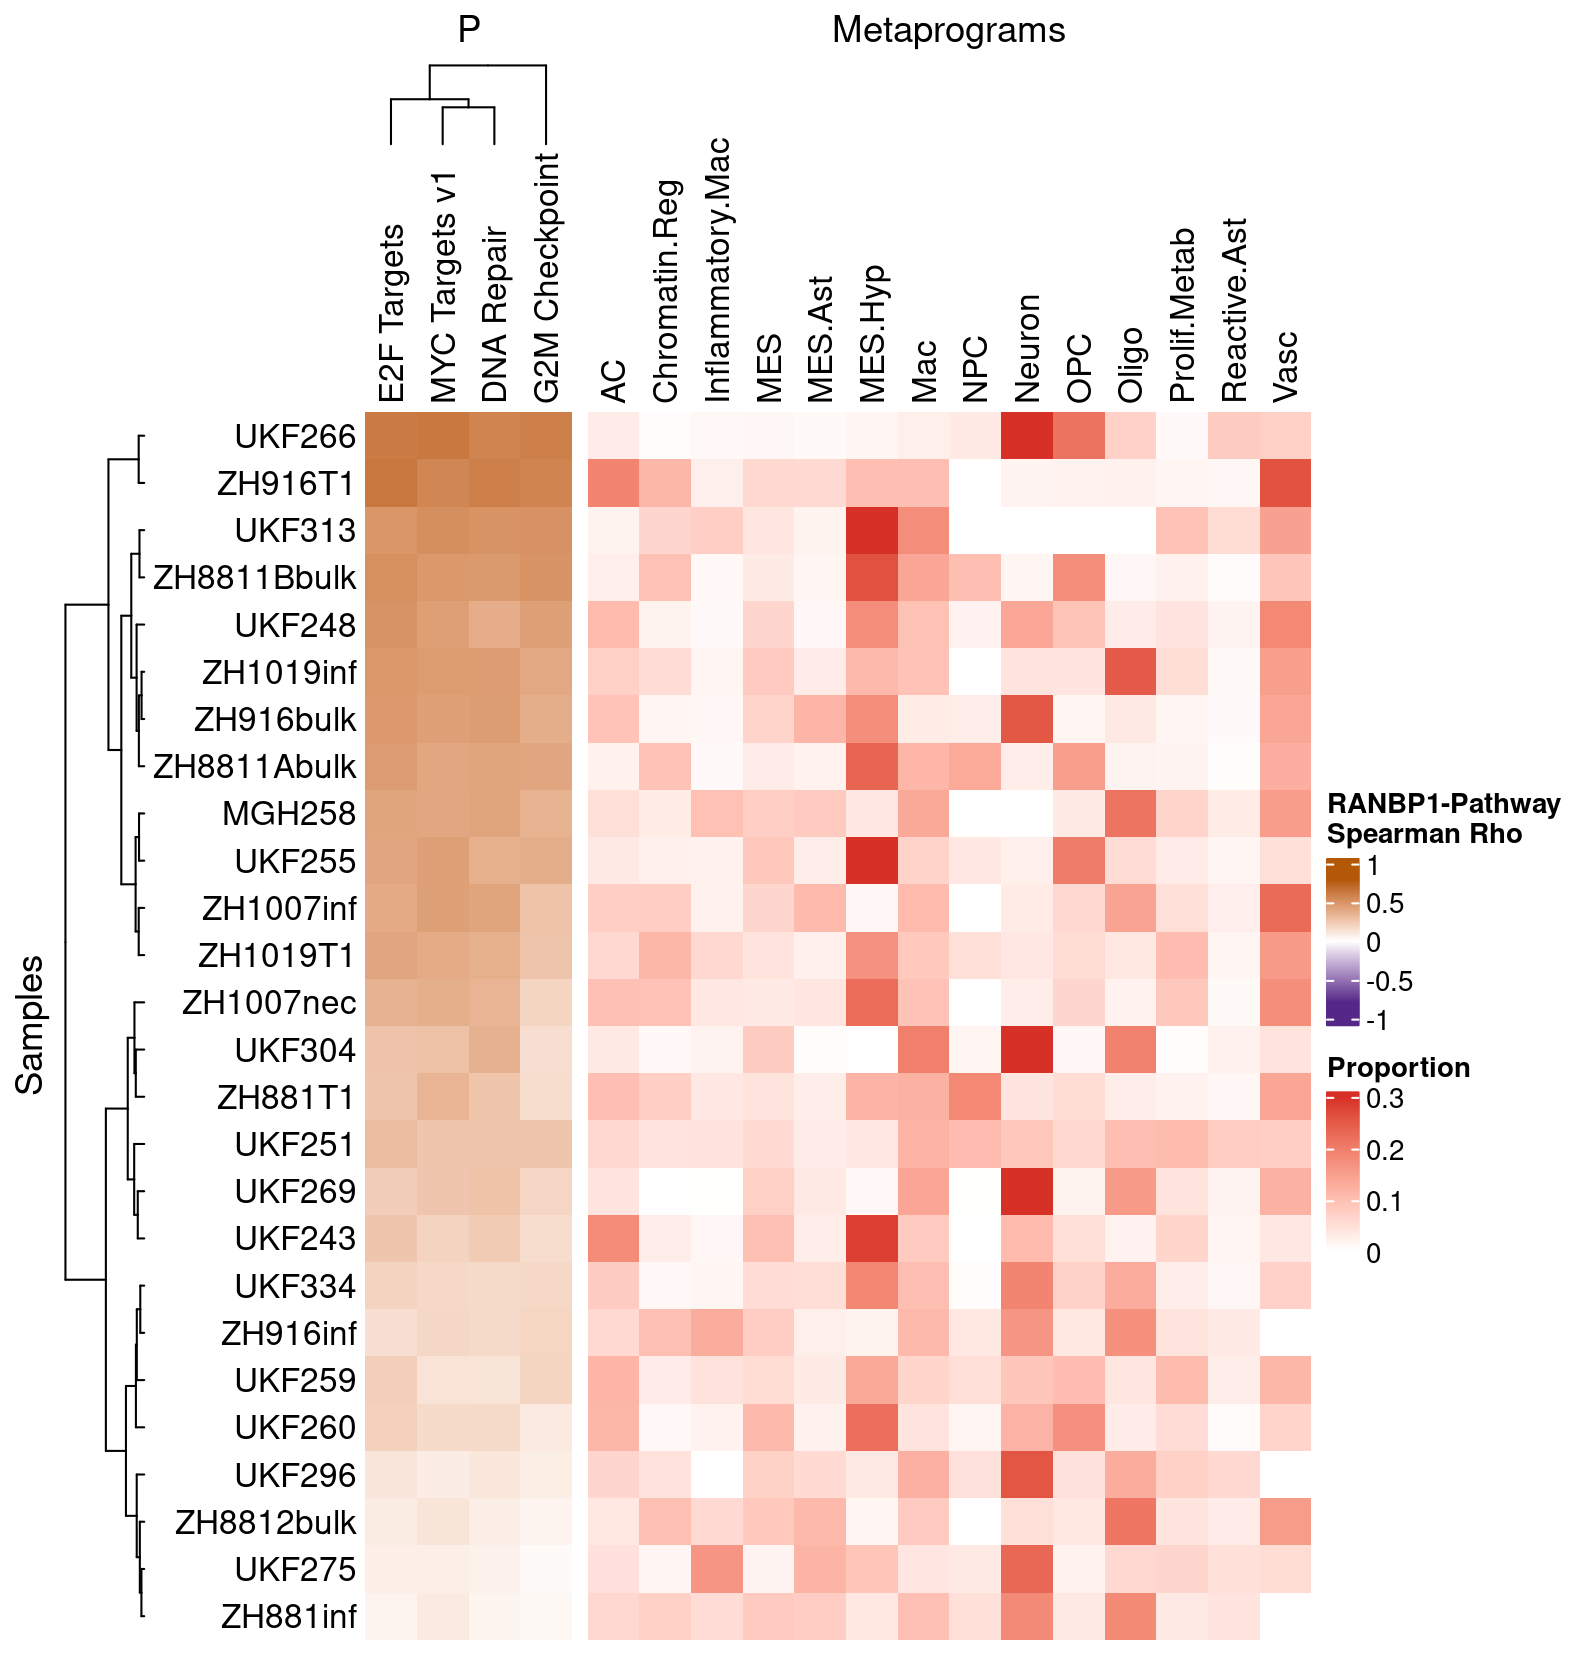 P
Metaprograms
E2F Targets
MYC Targets v1
DNA Repair
G2M Checkpoint
AC
Chromatin.Reg
Inflammatory.Mac
MES
MES.Ast
MES.Hyp
Mac
NPC
Neuron
OPC
Oligo
Prolif.Metab
Reactive.Ast
Vasc
Samples
UKF266
ZH916T1
UKF313
ZH8811Bbulk
UKF248
ZH1019inf
ZH916bulk
ZH8811Abulk
MGH258
UKF255
ZH1007inf
ZH1019T1
ZH1007nec
UKF304
ZH881T1
UKF251
UKF269
UKF243
UKF334
ZH916inf
UKF259
UKF260
UKF296
ZH8812bulk
UKF275
ZH881inf
RANBP1-Pathway
Spearman Rho
1
0.5
0
-0.5
-1
Proportion
0.3
0.2
0.1
0